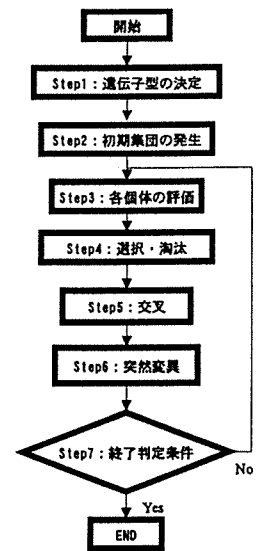 開始
Step1：遺伝子型の決定
Step2：初期集団の発生
Step3：各個体の評価
Step4：選択・淘汰
Step5：交叉
Step6：突然変異
Step7：終了判定条件
No
Yes
END